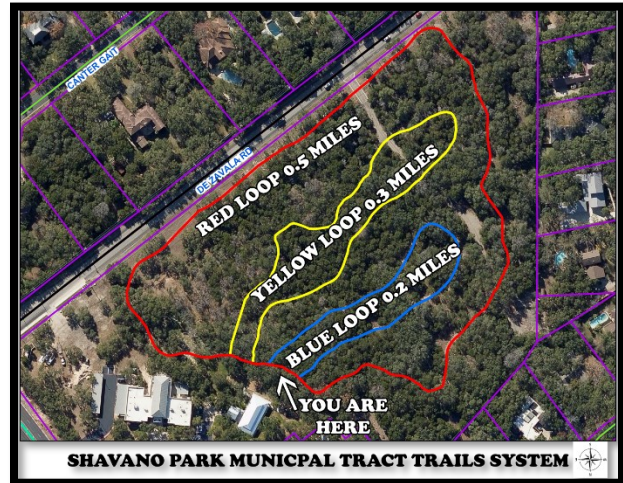 CANTER GAIT
DE ZAVALA RD
RED LOOP 0.5 MILES
YELLOW LOOP 0.3 MILES
BLUE LOOP 0.2 MILES
YOU ARE
HERE
SHAVANO PARK MUNICPAL TRACT TRAILS SYSTEM